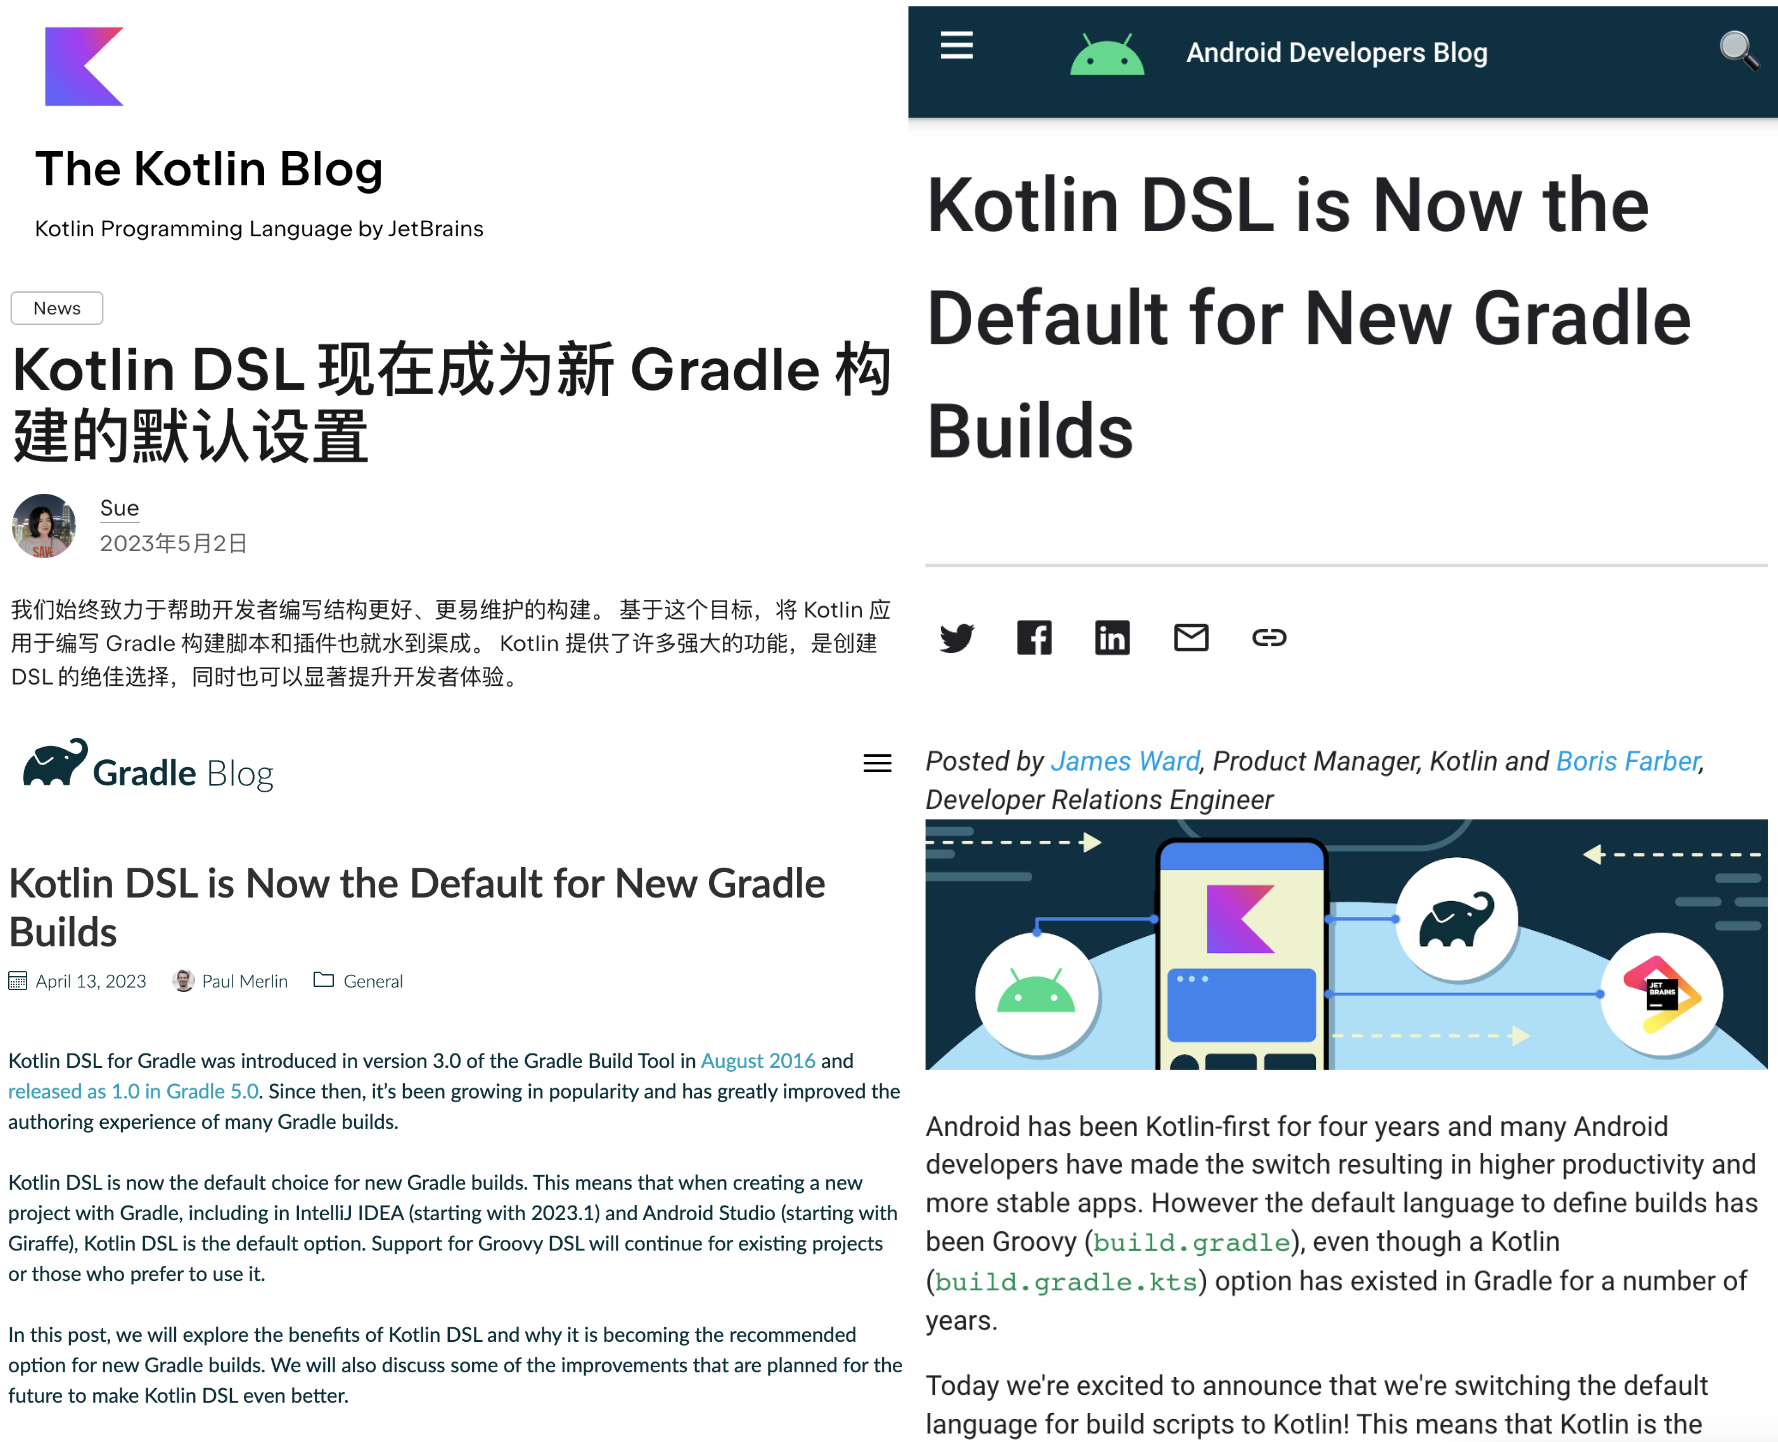 The Kotlin Blog
Kotlin Programming Language by JetBrains
News
Kotlin DSL 现在成为新 Gradle 构
建的默认设置
Sue
2023年5月2日
我们始终致力于帮助开发者编写结构更好、更易维护的构建。 基于这个目标，将 Kotlin 应
用于编写 Gradle 构建脚本和插件也就水到渠成。 Kotlin 提供了许多强大的功能，是创建
DSL 的绝佳选择，同时也可以显著提升开发者体验。
Gradle Blog
Kotlin DSL is Now the Default for New Gradle
Builds
April 13, 2023 Paul Merlin General
Kotlin DSL for Gradle was introduced in version 3.0 of the Gradle Build Tool in August 2016 and
released as 1.0 in Gradle 5.0. Since then, it’s been growing in popularity and has greatly improved the
authoring experience of many Gradle builds.
Kotlin DSL is now the default choice for new Gradle builds. This means that when creating a new
project with Gradle, including in IntelliJ IDEA (starting with 2023.1) and Android Studio (starting with
Giraffe), Kotlin DSL is the default option. Support for Groovy DSL will continue for existing projects
or those who prefer to use it.
In this post, we will explore the benefits of Kotlin DSL and why it is becoming the recommended
option for new Gradle builds. We will also discuss some of the improvements that are planned for the
future to make Kotlin DSL even better.
Android Developers Blog
Kotlin DSL is Now the
Default for New Gradle
Builds
Posted by James Ward, Product Manager, Kotlin and Boris Farber,
Developer Relations Engineer
JET
BRAINS
Android has been Kotlin-first for four years and many Android
developers have made the switch resulting in higher productivity and
more stable apps. However the default language to define builds has
been Groovy (build.gradle), even though a Kotlin
(build.gradle.kts) option has existed in Gradle for a number of
years.
Today we're excited to announce that we're switching the default
language for build scripts to Kotlin! This means that Kotlin is the